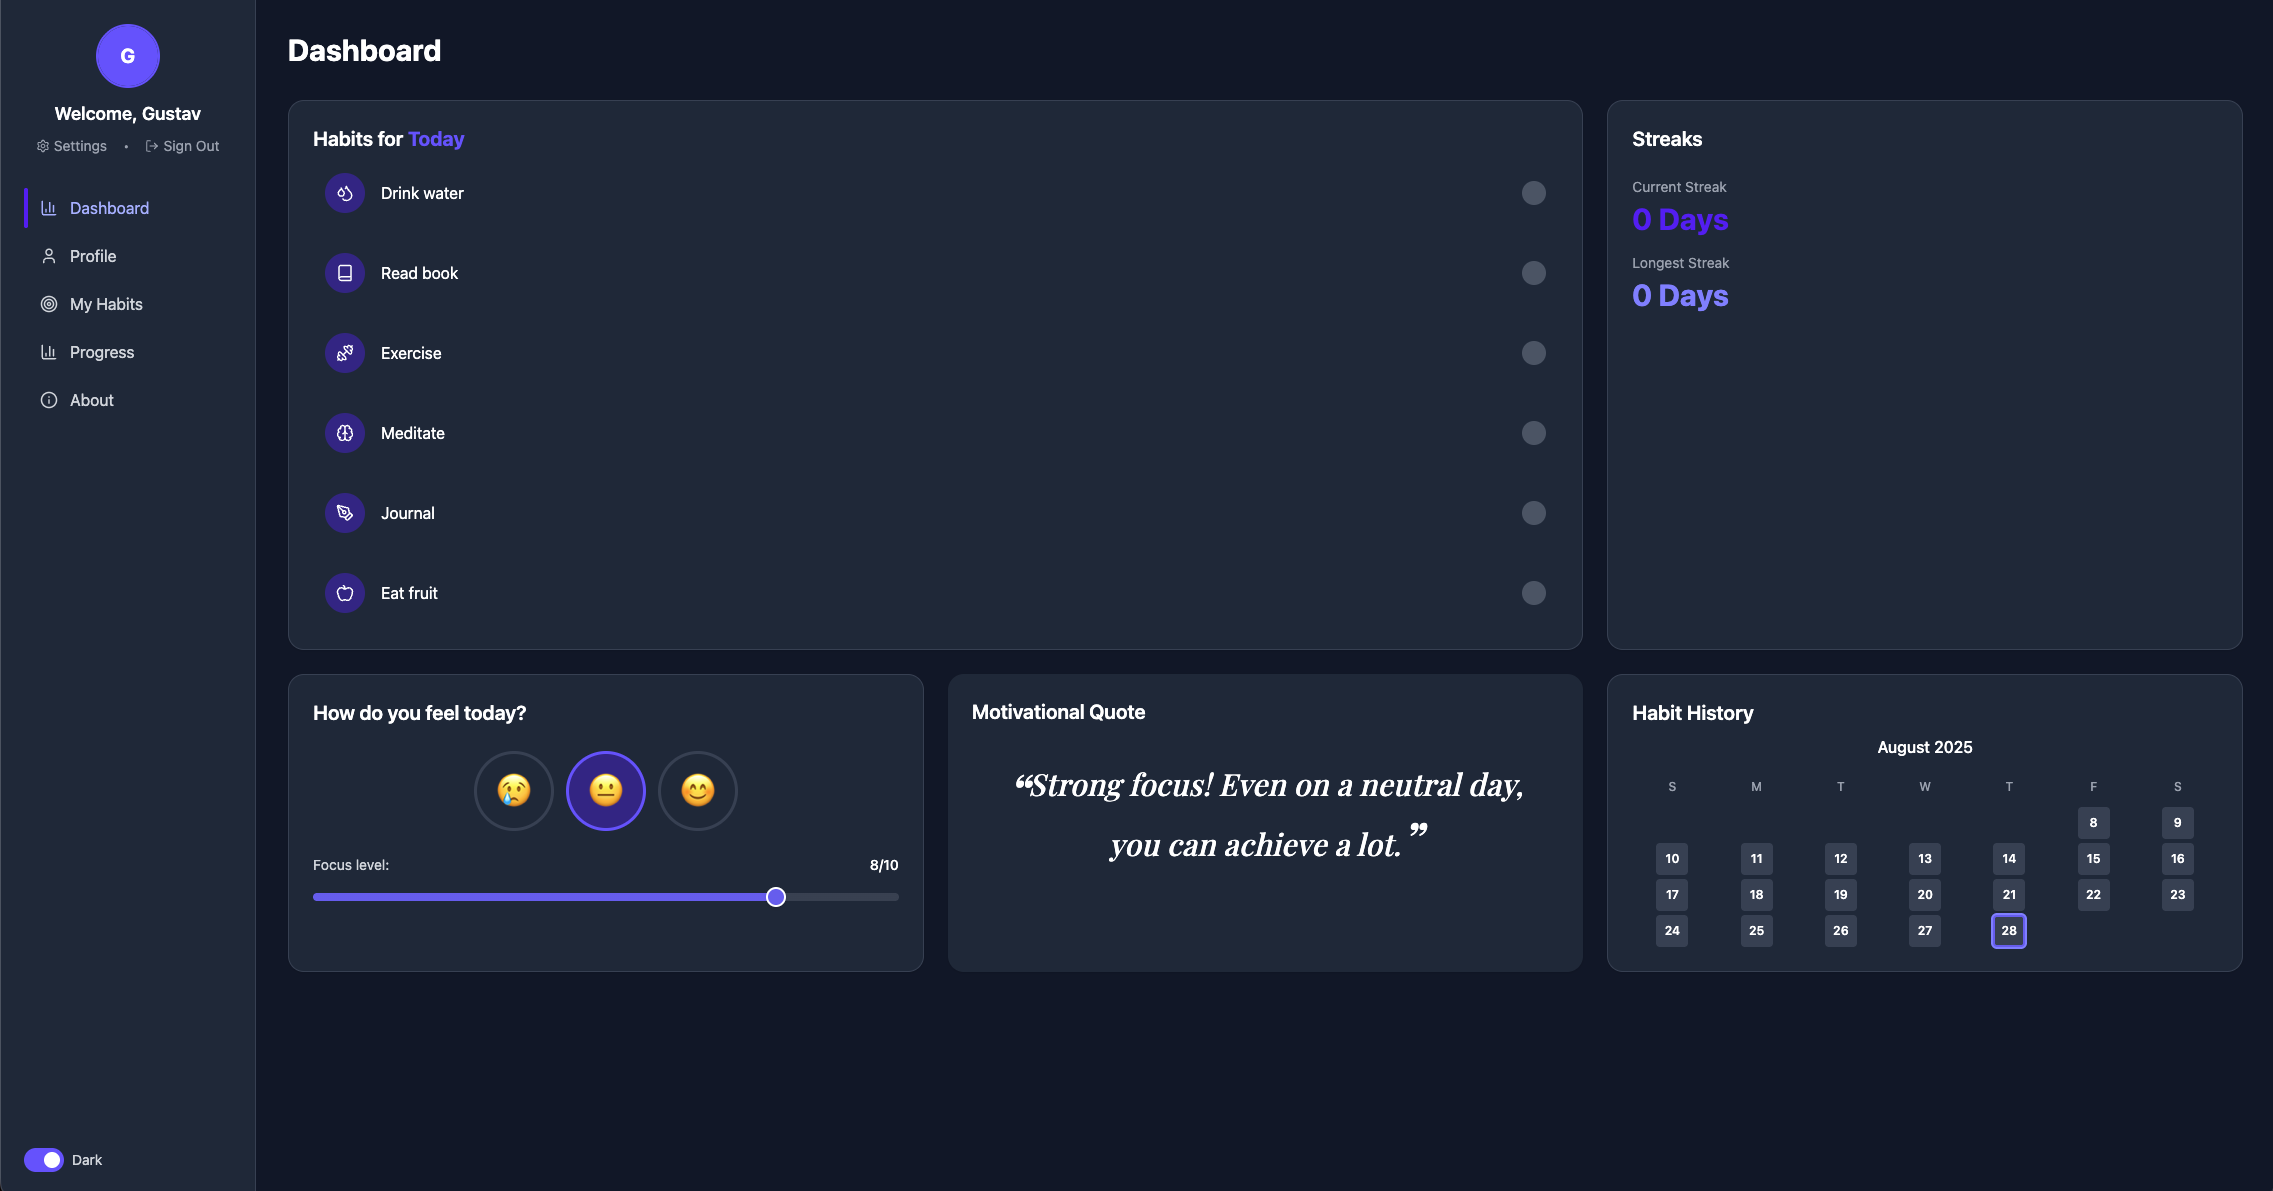 G
Welcome, Gustav
Settings • Sign Out
Dashboard
Profile
My Habits
Progress
About
Dark
Dashboard
Habits for Today
Drink water
Read book
Exercise
Meditate
Journal
Eat fruit
Streaks
Current Streak
0 Days
Longest Streak
0 Days
How do you feel today?
Focus level: 8/10
Motivational Quote
“Strong focus! Even on a neutral day,
you can achieve a lot.”
Habit History
August 2025
S M T W T F S
8 9
10 11 12 13 14 15 16
17 18 19 20 21 22 23
24 25 26 27 28